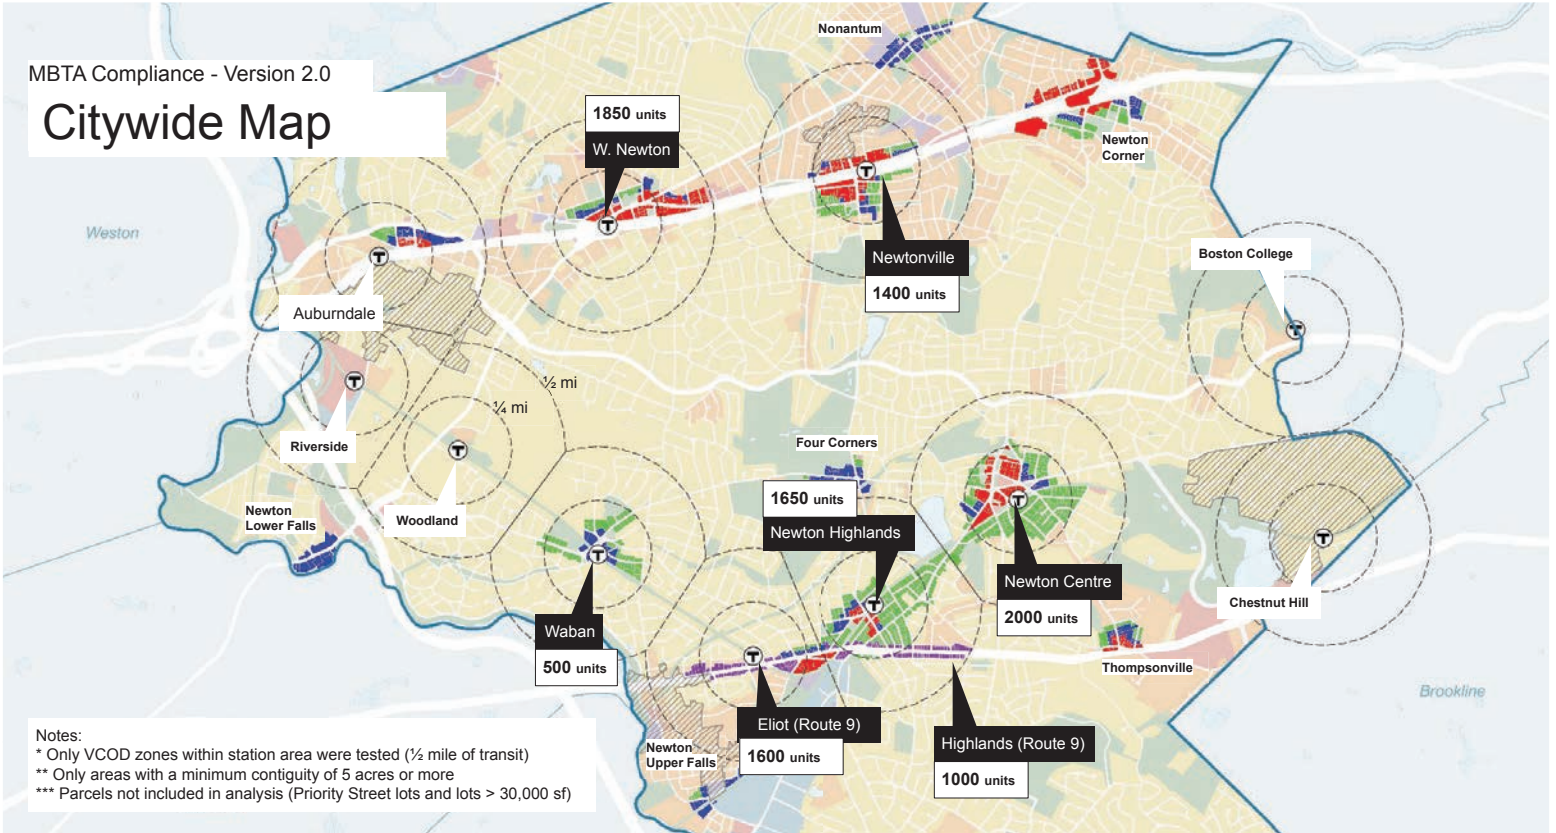 MBTA Compliance - Version 2.0
Citywide Map
Nonantum
1850 units
W. Newton
Newton
Corner
Weston
Newtonville
1400 units
Boston College
Auburndale
½ mi
¼ mi
Riverside
Four Corners
1650 units
Newton Highlands
Newton
Lower Falls
Woodland
Newton Centre
2000 units
Chestnut Hill
Waban
500 units
Thompsonville
Brookline
Eliot (Route 9)
1600 units
Highlands (Route 9)
1000 units
Newton
Upper Falls
Notes:
* Only VCOD zones within station area were tested (½ mile of transit)
** Only areas with a minimum contiguity of 5 acres or more
*** Parcels not included in analysis (Priority Street lots and lots > 30,000 sf)
T
T
T
T
T
T
T
T
T
T
T